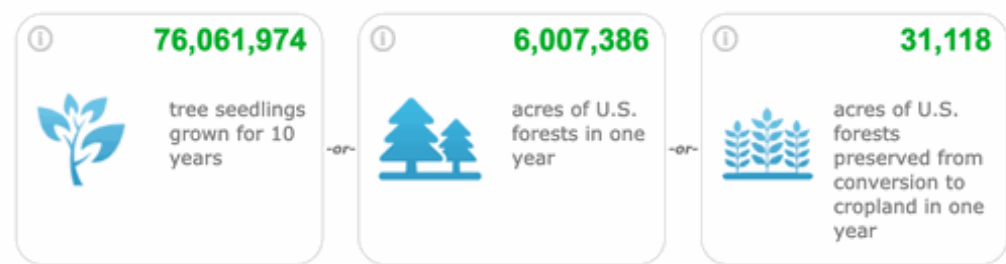 76,061,974
tree seedlings
grown for 10
years
-or-
6,007,386
acres of U.S.
forests in one
year
-or-
31,118
acres of U.S.
forests
preserved from
conversion to
cropland in one
year